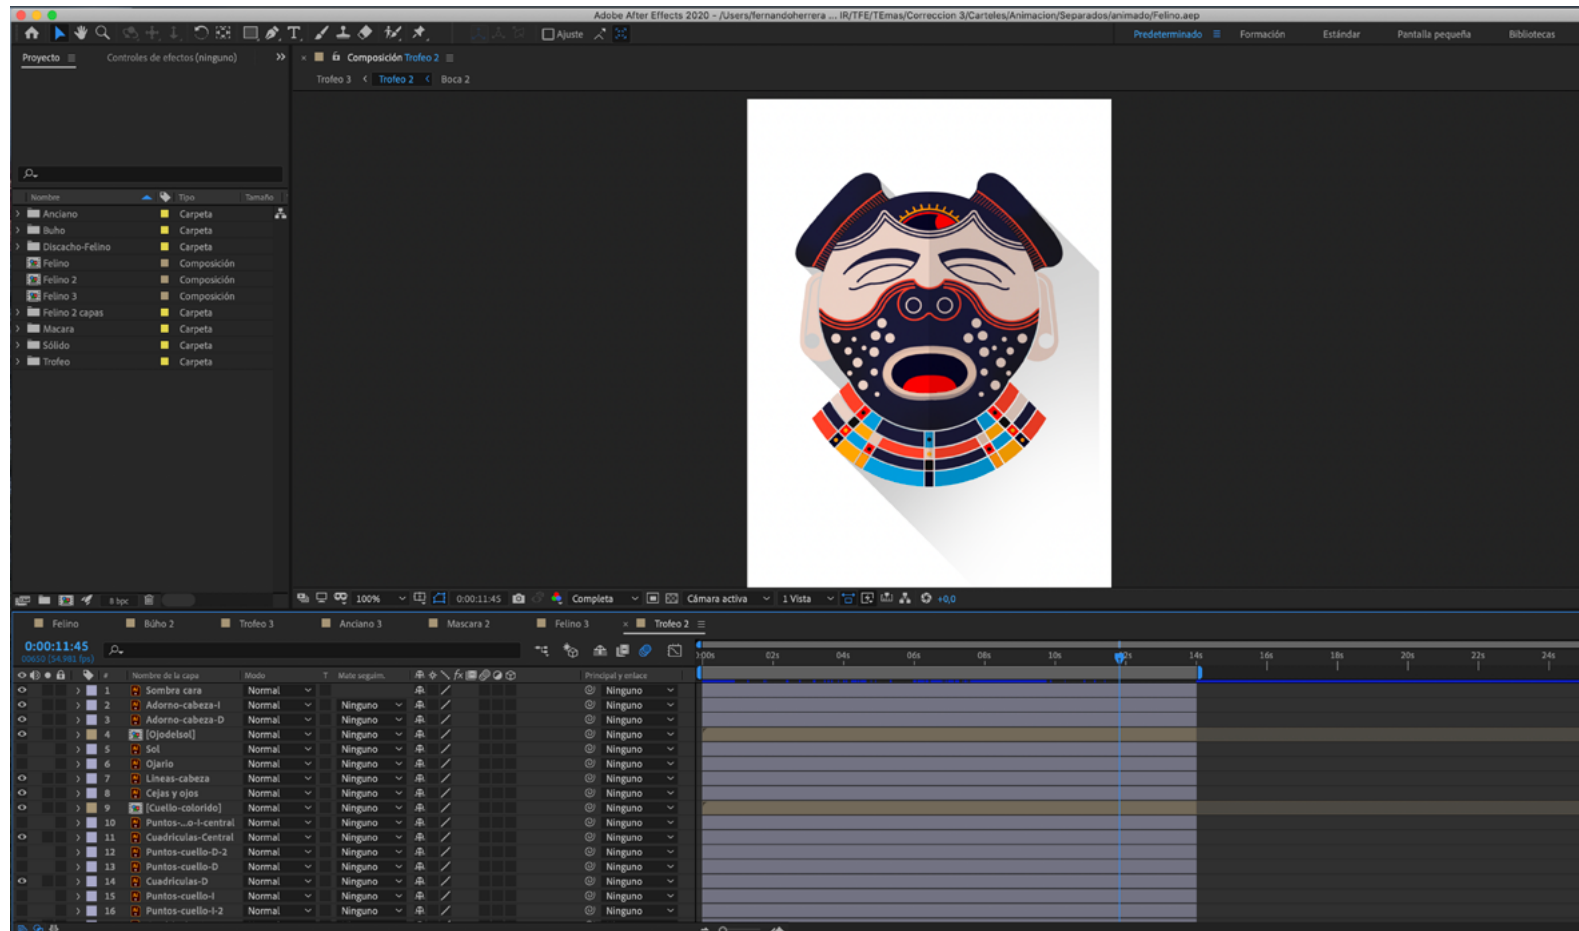 Adobe After Effects 2020 - /Users/fernandoherrera ... IR/TFE/TEmas/Correccion 3/Carteles/Animacion/Separados/animado/Felino.aep
Ajuste Predeterminado Formación Estándar Pantalla pequeña Bibliotecas
Proyecto Controles de efectos (ninguno) Composición Trofeo 2
Trofeo 3 Trofeo 2 Boca 2
Nombre Tipo Tamaño
Anciano Carpeta
Buho Carpeta
Discacho-Felino Carpeta
Felino Composición
Felino 2 Composición
Felino 3 Composición
Felino 2 capas Carpeta
Macara Carpeta
Sólido Carpeta
Trofeo Carpeta
8 bpc 100% 0:00:11:45 Completa Cámara activa 1 Vista +0,0
Felino Búho 2 Trofeo 3 Anciano 3 Mascara 2 Felino 3 Trofeo 2
0:00:11:45
00650 (54.981 fps)
02s 04s 06s 08s 10s 12s 14s 16s 18s 20s 22s 24s
# Nombre de la capa Modo T Mate seguim. Principal y enlace
1 Sombra cara Normal Ninguno
2 Adorno-cabeza-I Normal Ninguno Ninguno
3 Adorno-cabeza-D Normal Ninguno Ninguno
4 [Ojodelsol] Normal Ninguno Ninguno
5 Sol Normal Ninguno Ninguno
6 Ojario Normal Ninguno Ninguno
7 Líneas-cabeza Normal Ninguno Ninguno
8 Cejas y ojos Normal Ninguno Ninguno
9 [Cuello-colorido] Normal Ninguno Ninguno
10 Puntos-...o-I-central Normal Ninguno Ninguno
11 Cuadriculas-Central Normal Ninguno Ninguno
12 Puntos-cuello-D-2 Normal Ninguno Ninguno
13 Puntos-cuello-D Normal Ninguno Ninguno
14 Cuadriculas-D Normal Ninguno Ninguno
15 Puntos-cuello-I Normal Ninguno Ninguno
16 Puntos-cuello-I-2 Normal Ninguno Ninguno